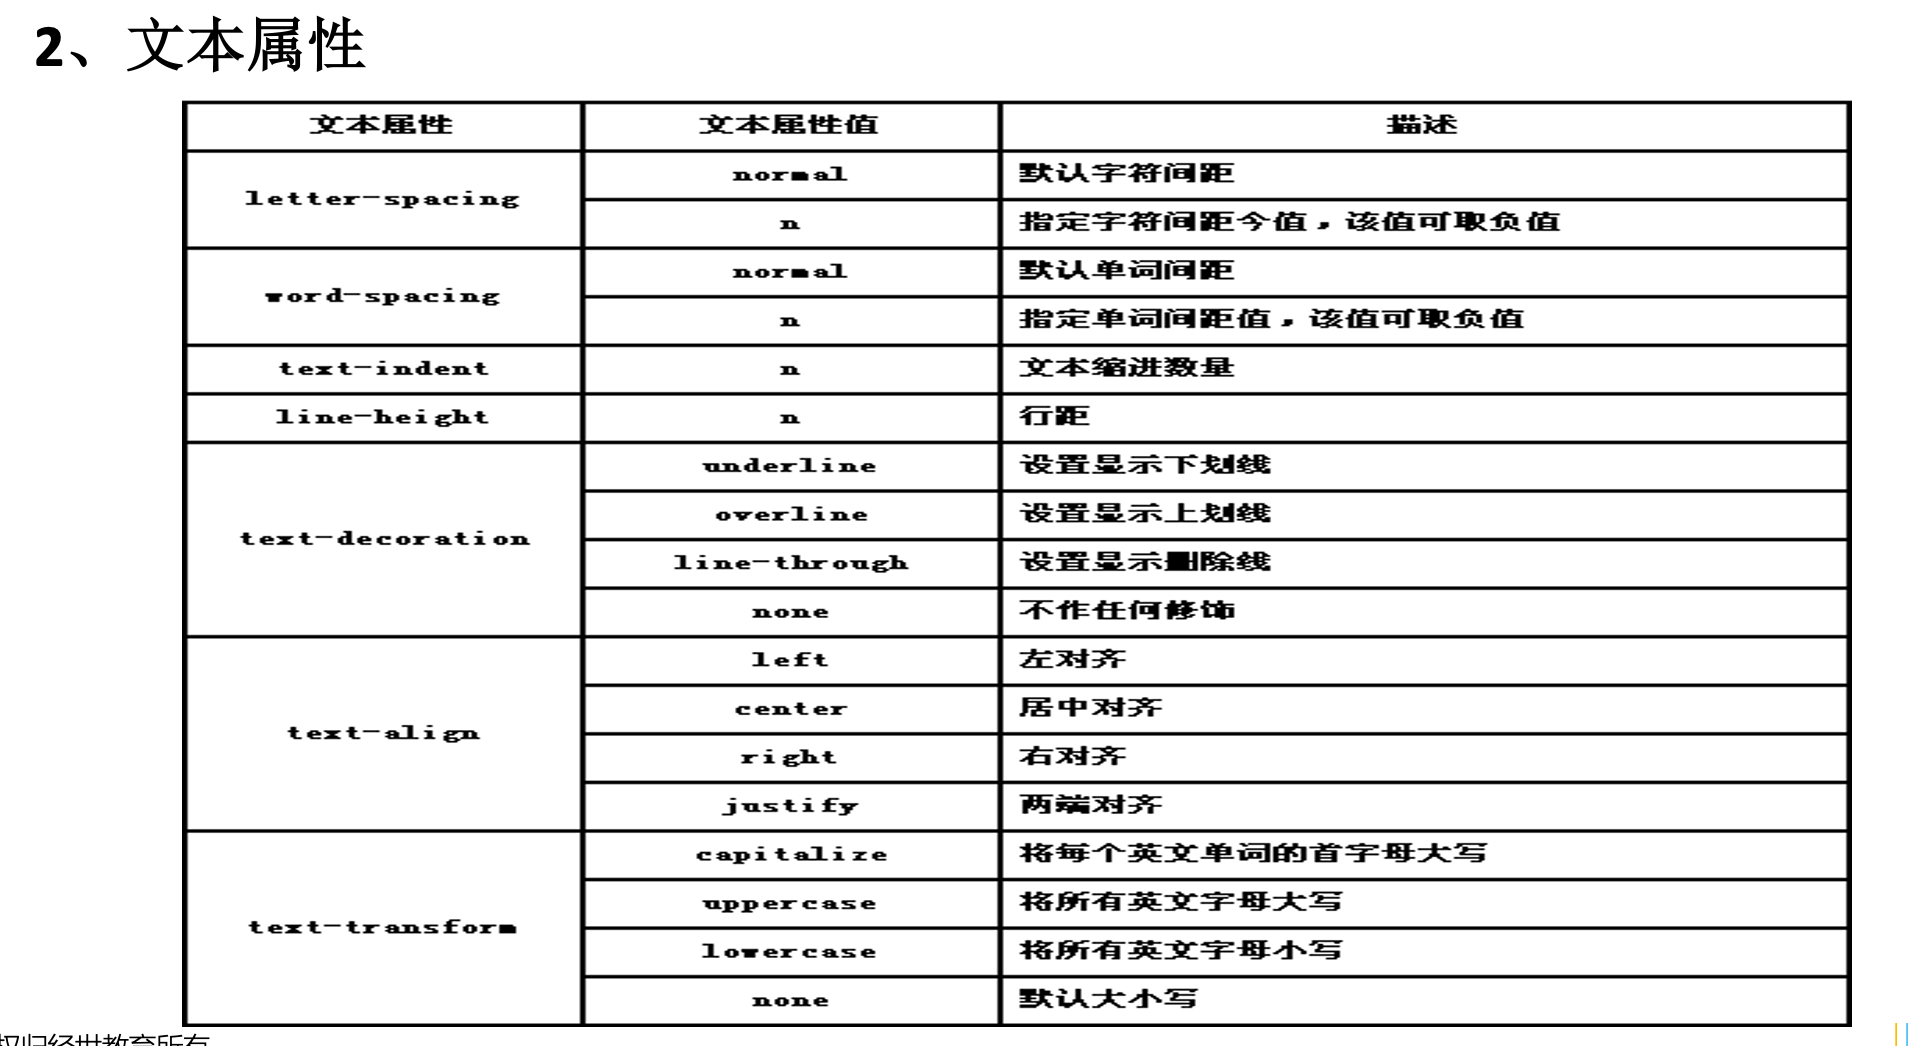 2、文本属性
文本属性 文本属性值 描述
letter-spacing normal 默认字符间距
n 指定字符间距今值，该值可取负值
word-spacing normal 默认单词间距
n 指定单词间距值，该值可取负值
text-indent n 文本缩进数量
line-height n 行距
text-decoration underline 设置显示下划线
overline 设置显示上划线
line-through 设置显示删除线
none 不作任何修饰
text-align left 左对齐
center 居中对齐
right 右对齐
justify 两端对齐
text-transform capitalize 将每个英文单词的首字母大写
uppercase 将所有英文字母大写
lowercase 将所有英文字母小写
none 默认大小写
权归经世教育所有